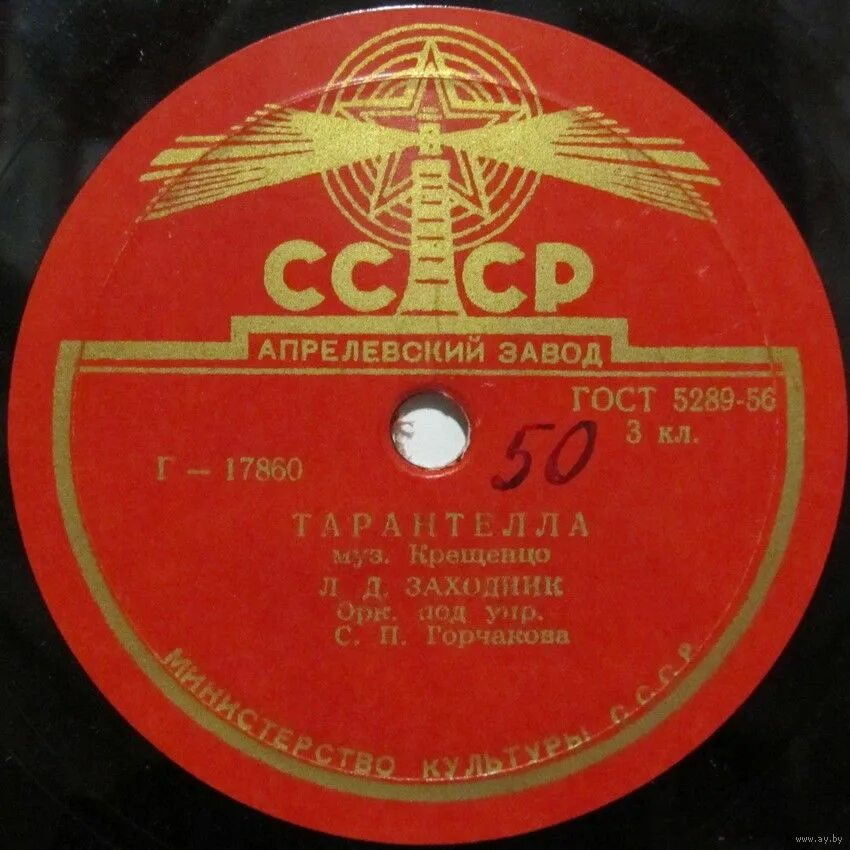 СССР
АПРЕЛЕВСКИЙ ЗАВОД
ГОСТ 5289-56
3 кл.
50
Г — 17860
ТАРАНТЕЛЛА
муз. Крещенцо
Л Д. ЗАХОДНИК
Орк. под упр.
С. П. Горчакова
МИНИСТЕРСТВО КУЛЬТУРЫ СССР
www.ay.by